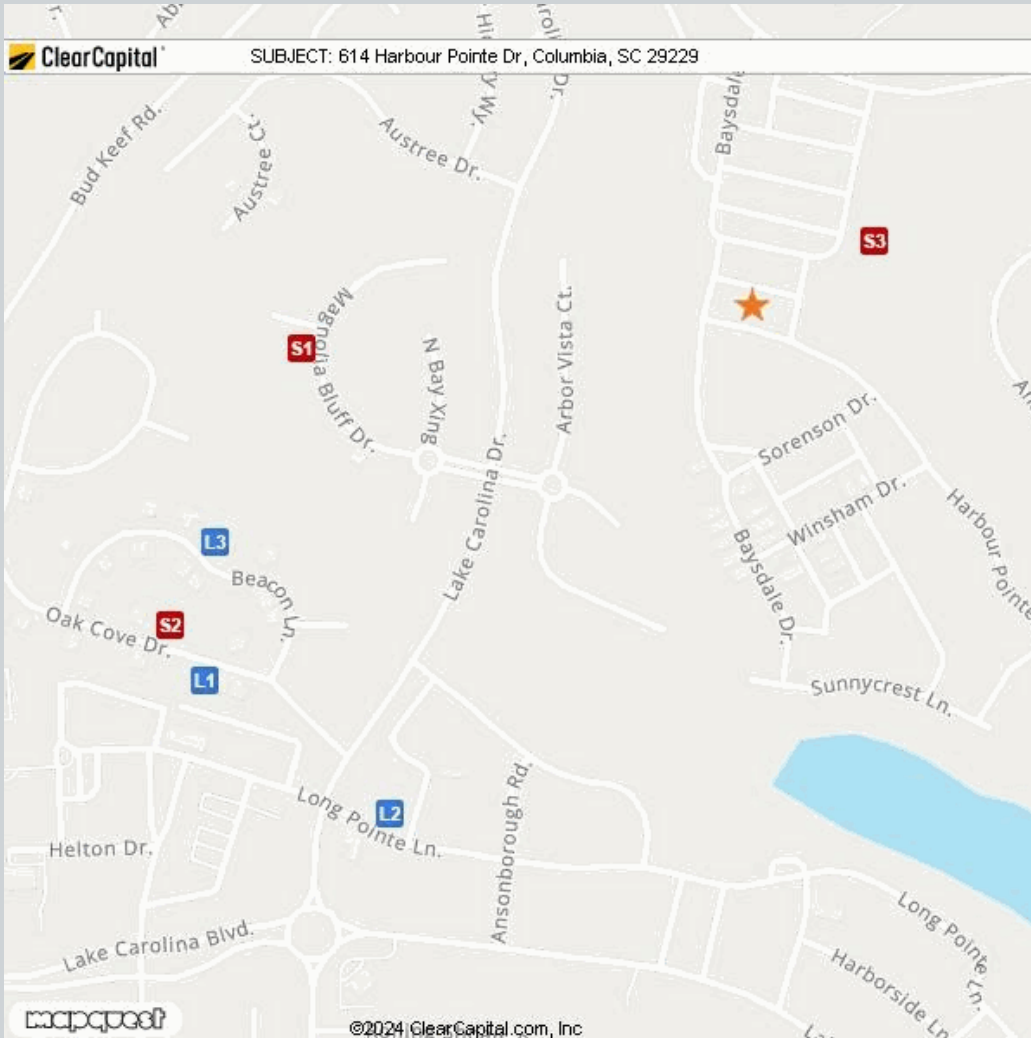 ClearCapital
SUBJECT: 614 Harbour Pointe Dr, Columbia, SC 29229
Baysdale
Bud Keef Rd.
Austree Ct.
Austree Dr.
S3
S1
Magnolia Bluff Dr.
N Bay Xing
Arbor Vista Ct.
Lake Carolina Dr.
Sorenson Dr.
Winsham Dr.
Harbour Pointe
Baysdale Dr.
L3
Beacon Ln.
S2
Oak Cove Dr.
L1
Sunnycrest Ln.
L2
Long Pointe Ln.
Ansonborough Rd.
Helton Dr.
Lake Carolina Blvd.
Long Pointe Ln.
Harborside Ln.
mapquest
©2024 ClearCapital.com, Inc